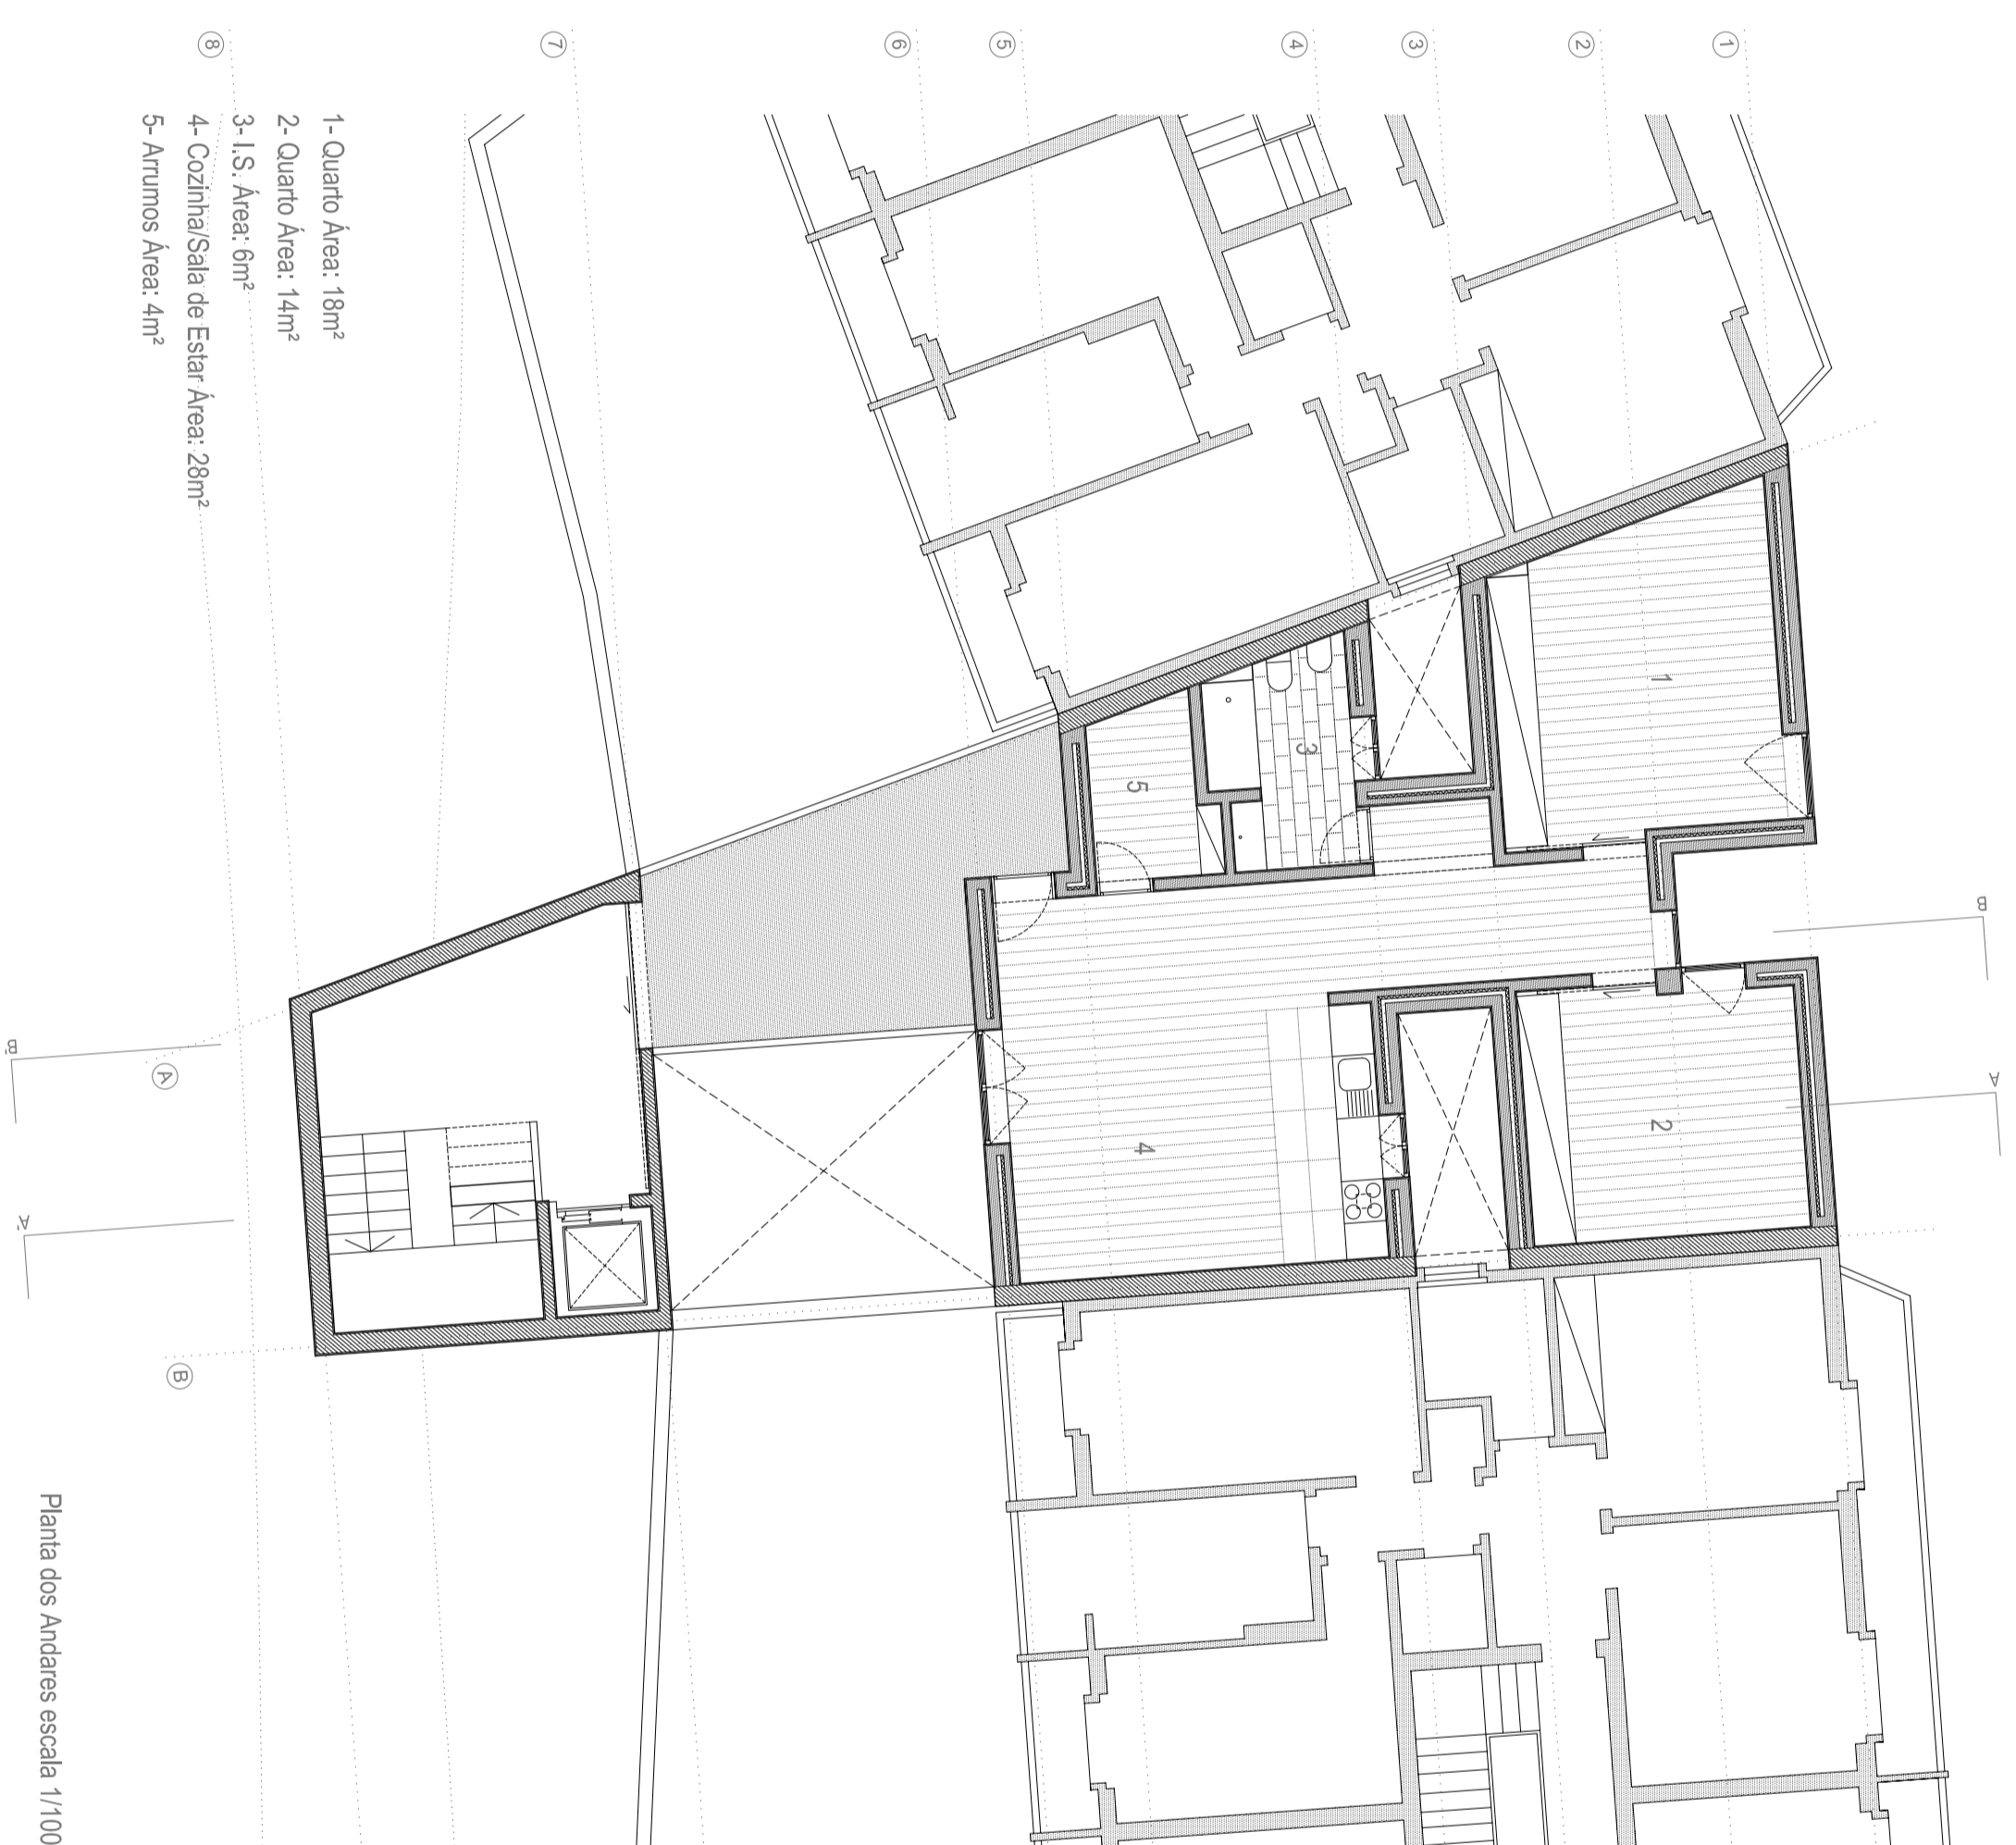 8
7
6
5
4
3
2
1
1- Quarto Área: 18m²
2- Quarto Área: 14m²
3- I.S. Área: 6m²
4- Cozinha/Sala de Estar Área: 28m²
5- Arrumos Área: 4m²
1
3
5
2
4
B
A
B'
A'
A
B
Planta dos Andares escala 1/100